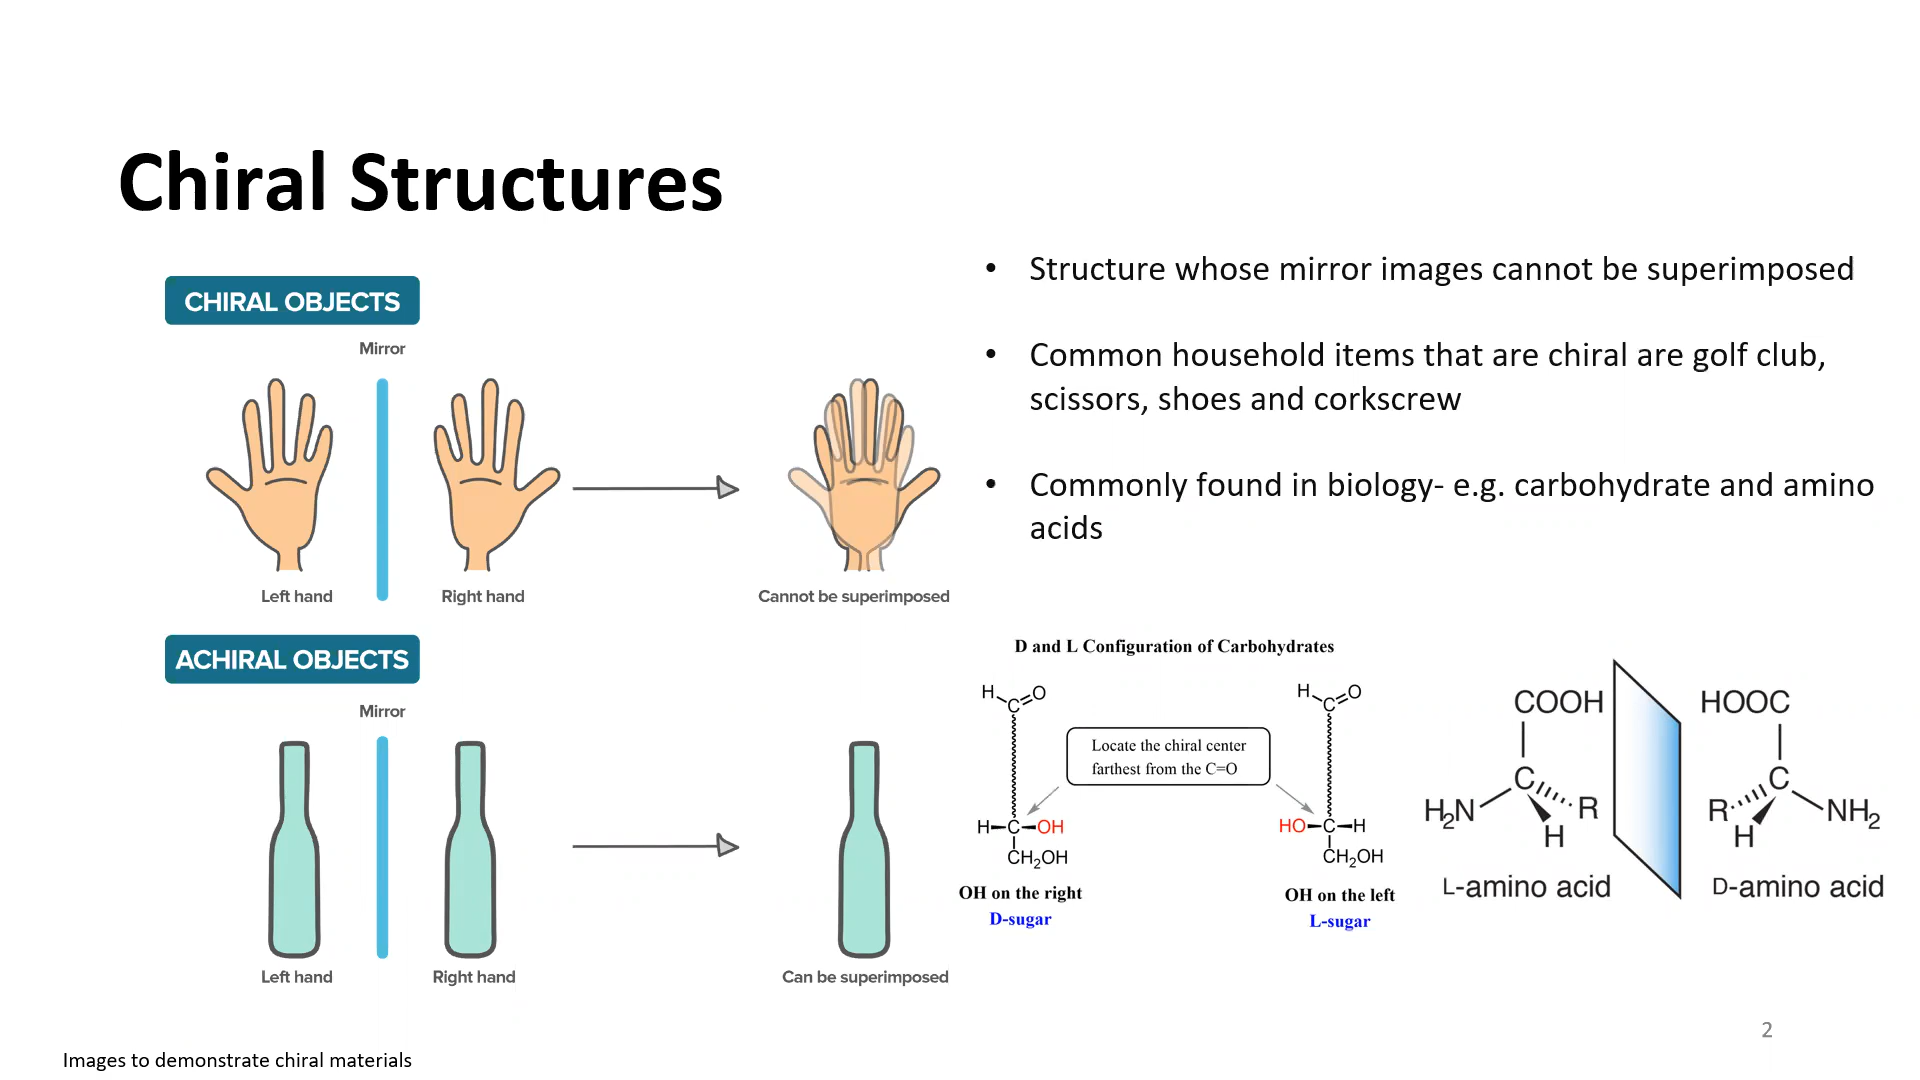 Chiral Structures
CHIRAL OBJECTS
Mirror
Left hand
Right hand
Cannot be superimposed
ACHIRAL OBJECTS
Mirror
Left hand
Right hand
Can be superimposed
• Structure whose mirror images cannot be superimposed
• Common household items that are chiral are golf club,
scissors, shoes and corkscrew
• Commonly found in biology- e.g. carbohydrate and amino
acids
D and L Configuration of Carbohydrates
H C O
H C O
Locate the chiral center
farthest from the C=O
H C OH
CH2OH
HO C H
CH2OH
OH on the right
D-sugar
OH on the left
L-sugar
COOH
C
H2N R
H
L-amino acid
HOOC
C
R NH2
H
D-amino acid
2
Images to demonstrate chiral materials